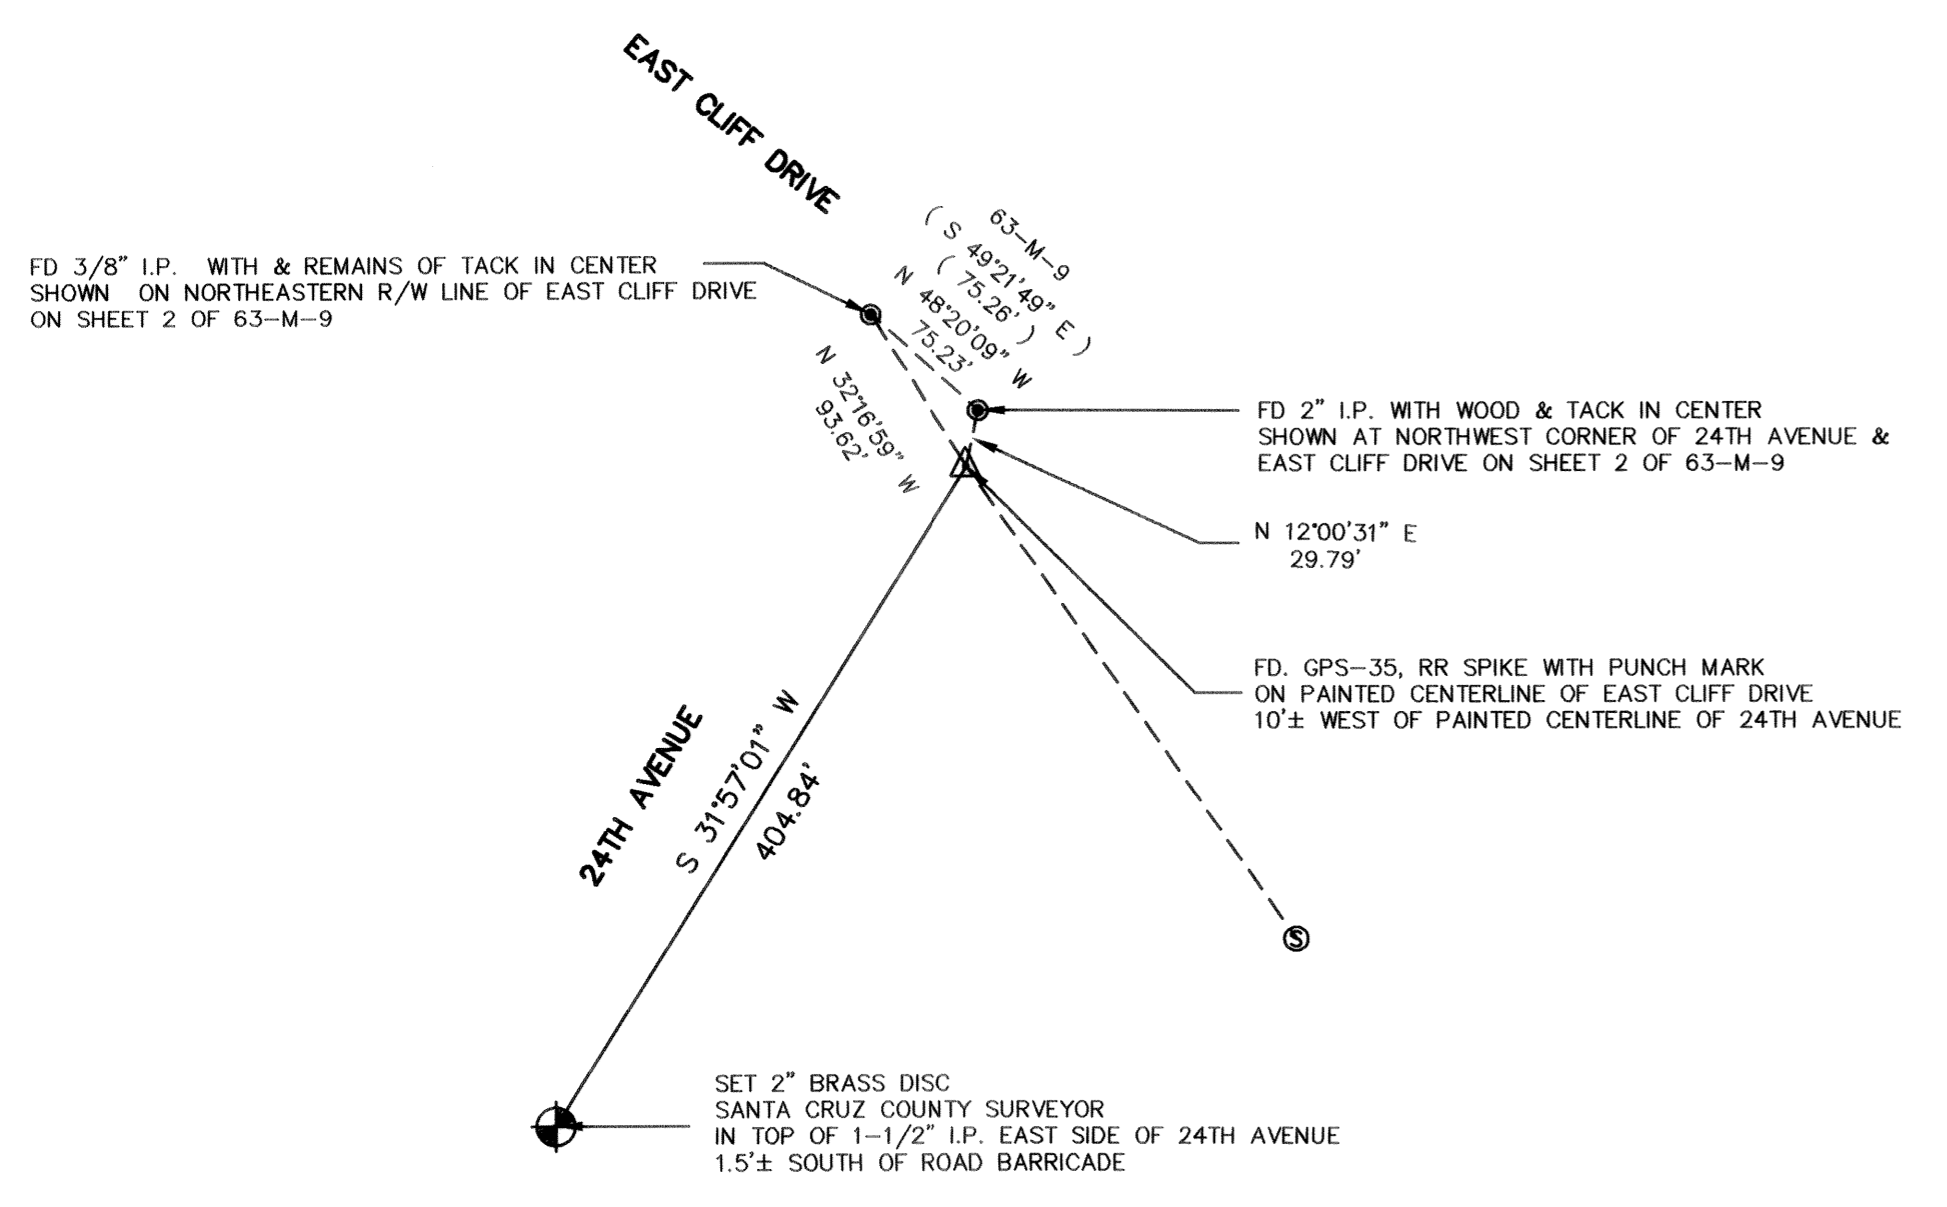 EAST CLIFF DRIVE
63-M-9
( S 49°21'49" E )
( 75.26' )
N 48°20'09" W
75.23'
FD 3/8" I.P. WITH & REMAINS OF TACK IN CENTER
SHOWN ON NORTHEASTERN R/W LINE OF EAST CLIFF DRIVE
ON SHEET 2 OF 63-M-9
N 32°16'59" W
93.62'
FD 2" I.P. WITH WOOD & TACK IN CENTER
SHOWN AT NORTHWEST CORNER OF 24TH AVENUE &
EAST CLIFF DRIVE ON SHEET 2 OF 63-M-9
N 12°00'31" E
29.79'
FD. GPS-35, RR SPIKE WITH PUNCH MARK
ON PAINTED CENTERLINE OF EAST CLIFF DRIVE
10'± WEST OF PAINTED CENTERLINE OF 24TH AVENUE
24TH AVENUE
S 31°57'01" W
404.84'
S
SET 2" BRASS DISC
SANTA CRUZ COUNTY SURVEYOR
IN TOP OF 1-1/2" I.P. EAST SIDE OF 24TH AVENUE
1.5'± SOUTH OF ROAD BARRICADE